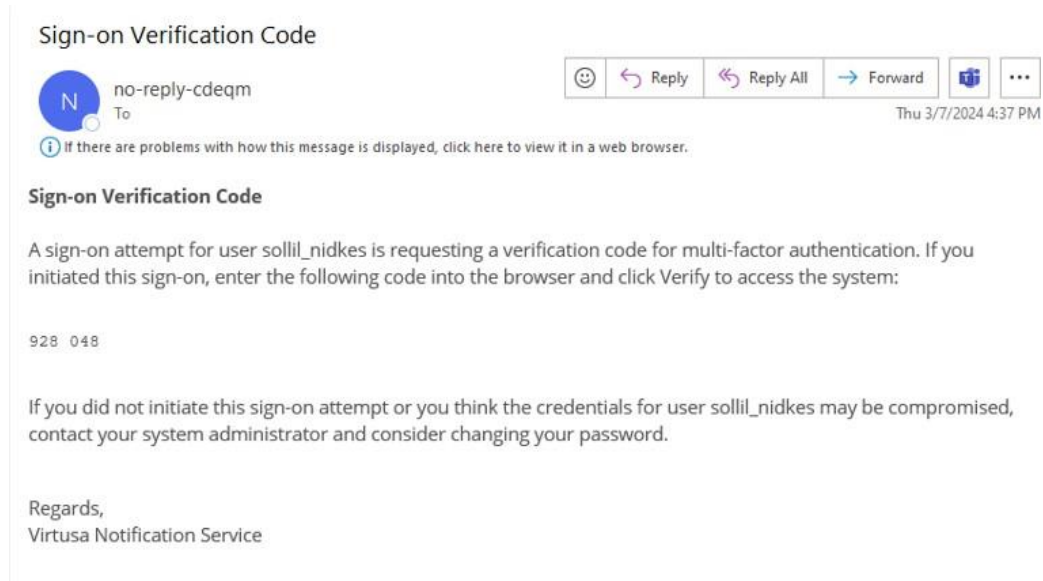 Sign-on Verification Code
N
no-reply-cdeqm
To
Reply
Reply All
Forward
Thu 3/7/2024 4:37 PM
If there are problems with how this message is displayed, click here to view it in a web browser.
Sign-on Verification Code
A sign-on attempt for user sollil_nidkes is requesting a verification code for multi-factor authentication. If you
initiated this sign-on, enter the following code into the browser and click Verify to access the system:
928 048
If you did not initiate this sign-on attempt or you think the credentials for user sollil_nidkes may be compromised,
contact your system administrator and consider changing your password.
Regards,
Virtusa Notification Service